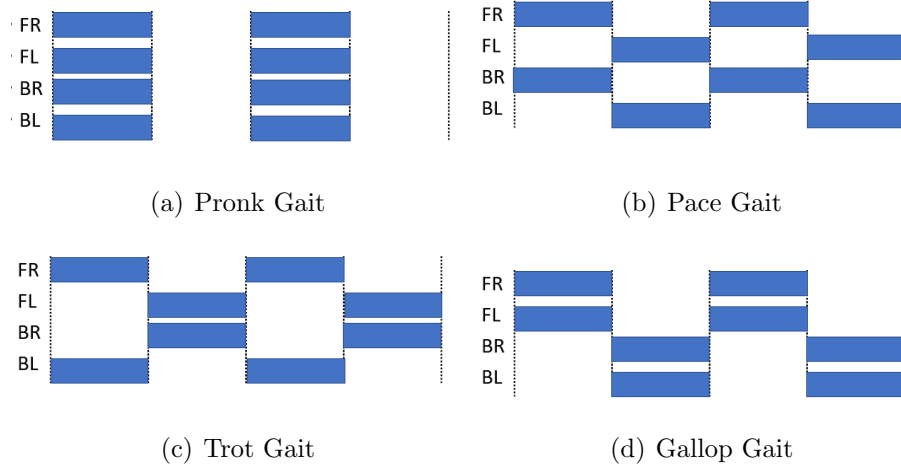 FR
FL
BR
BL
(a) Pronk Gait
FR
FL
BR
BL
(b) Pace Gait
FR
FL
BR
BL
(c) Trot Gait
FR
FL
BR
BL
(d) Gallop Gait